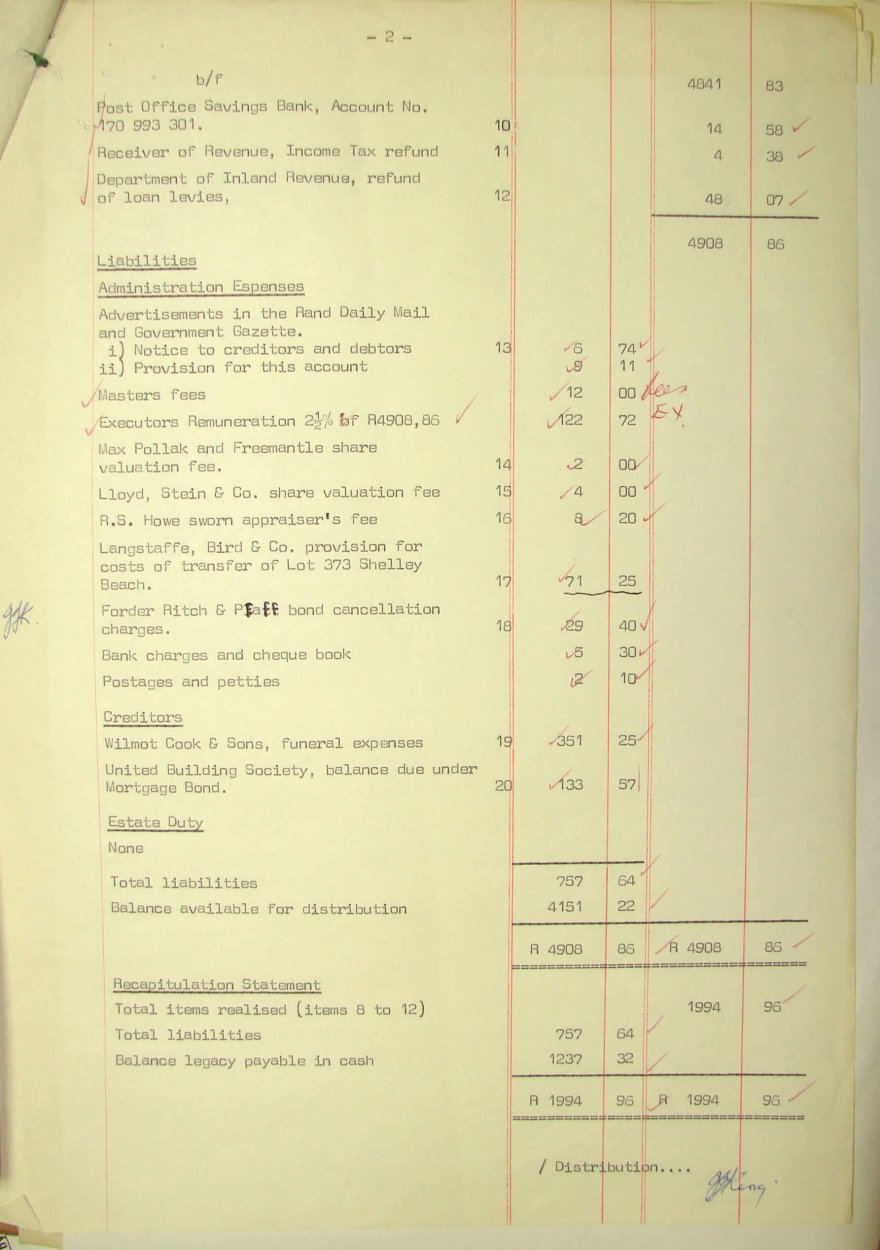 - 2 -
b/f 4841 83
Post Office Savings Bank, Account No.
170 993 301. 10 14 58
Receiver of Revenue, Income Tax refund 11 4 38
Department of Inland Revenue, refund
of loan levies, 12 48 07
4908 86
Liabilities
Administration Espenses
Advertisements in the Rand Daily Mail
and Government Gazette.
i) Notice to creditors and debtors 13 6 74
ii) Provision for this account 9 11
Masters fees 12 00 fees
Executors Remuneration 2½% of R4908,86 122 72 EX.
Max Pollak and Freemantle share
valuation fee. 14 2 00
Lloyd, Stein & Co. share valuation fee 15 4 00
R.S. Howe sworn appraiser's fee 16 8 20
Langstaffe, Bird & Co. provision for
costs of transfer of Lot 373 Shelley
Beach. 17 71 25
Forder Ritch & Pfaff bond cancellation
charges. 18 29 40
Bank charges and cheque book 5 30
Postages and petties 2 10
Creditors
Wilmot Cook & Sons, funeral expenses 19 351 25
United Building Society, balance due under
Mortgage Bond. 20 133 57
Estate Duty
None
Total liabilities 757 64
Balance available for distribution 4151 22
R 4908 86 R 4908 86
Recapitulation Statement
Total items realised (items 8 to 12) 1994 96
Total liabilities 757 64
Balance legacy payable in cash 1237 32
R 1994 96 R 1994 96
/ Distribution....